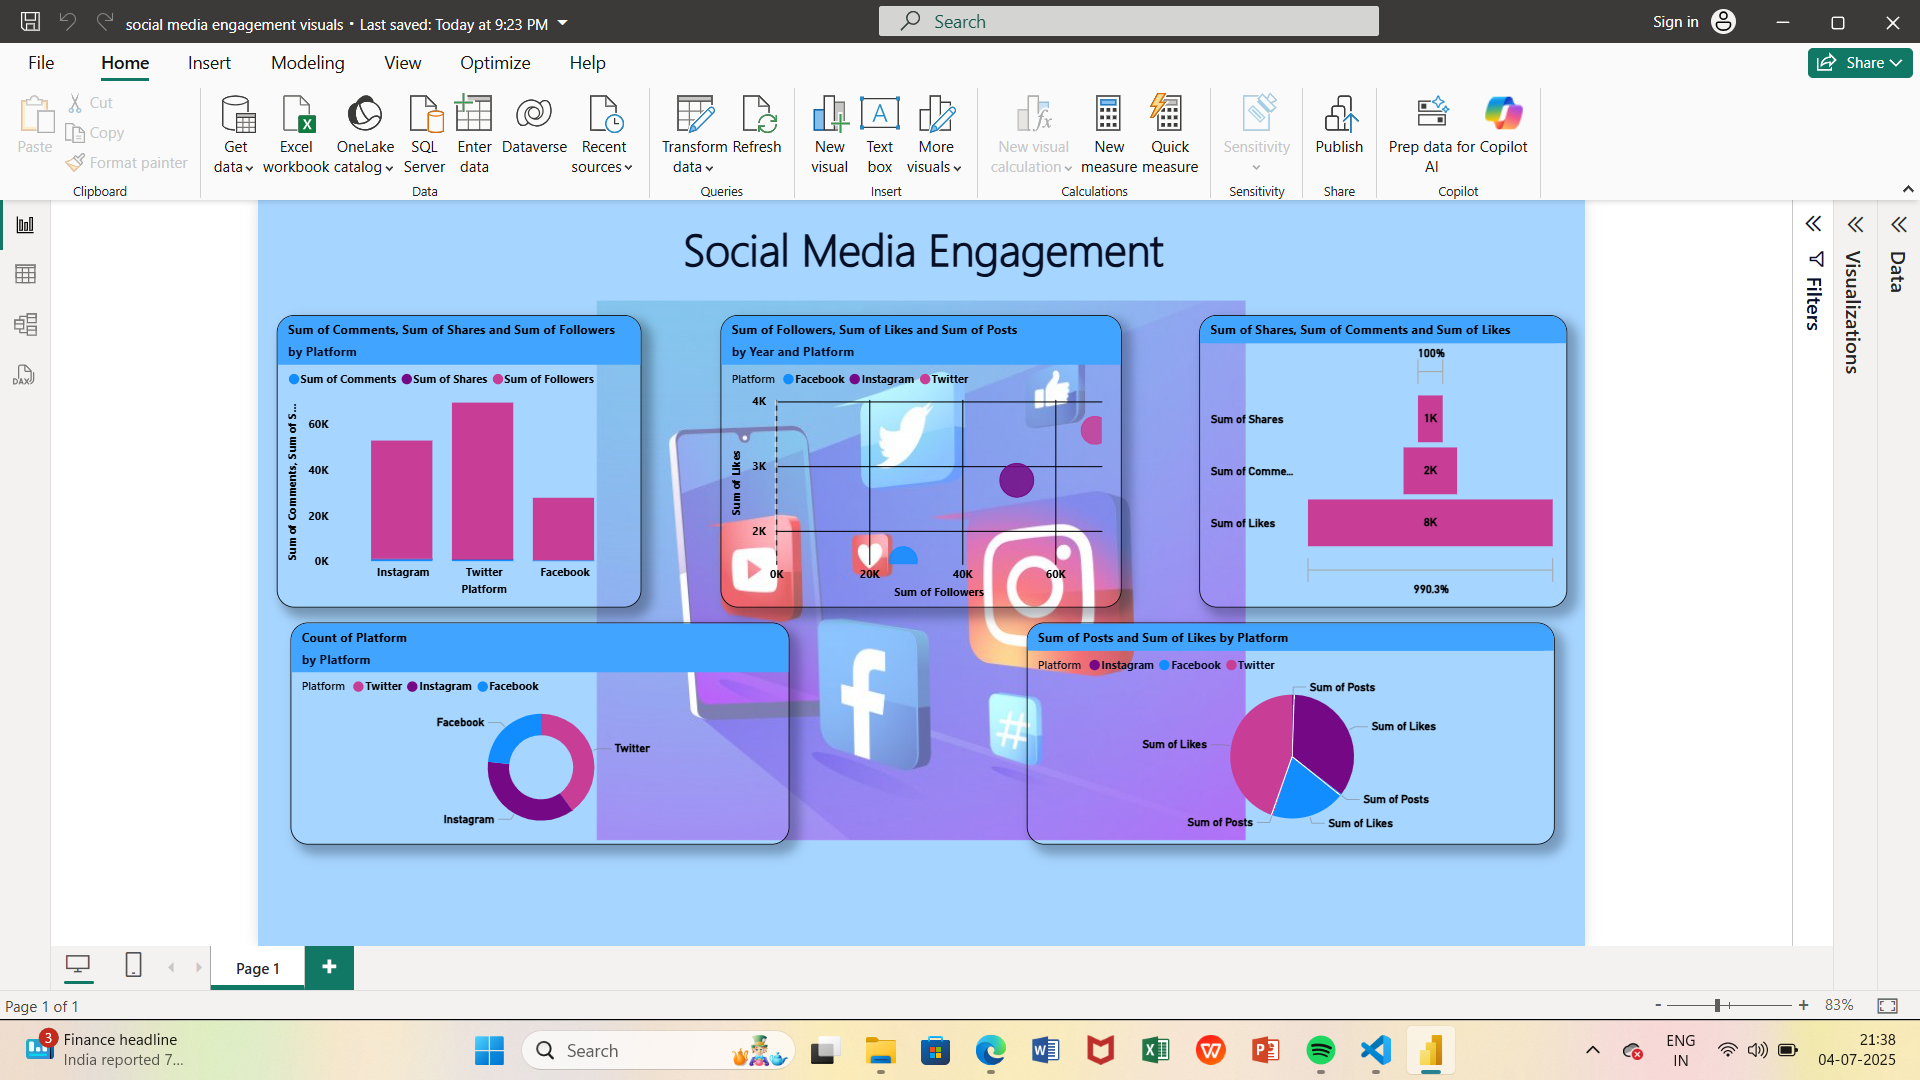 social media engagement visuals • Last saved: Today at 9:23 PM
Search
Sign in
File Home Insert Modeling View Optimize Help
Share
Paste
Cut
Copy
Format painter
Clipboard
Get data
Excel workbook
OneLake catalog
SQL Server
Enter data
Dataverse
Recent sources
Data
Transform data
Refresh
Queries
New visual
Text box
More visuals
Insert
New visual calculation
New measure
Quick measure
Calculations
Sensitivity
Sensitivity
Publish
Share
Prep data for AI
Copilot
Copilot
Social Media Engagement
Sum of Comments, Sum of Shares and Sum of Followers
by Platform
Sum of Comments Sum of Shares Sum of Followers
Sum of Comments, Sum of S...
60K
40K
20K
0K
Instagram Twitter Facebook
Platform
Sum of Followers, Sum of Likes and Sum of Posts
by Year and Platform
Platform Facebook Instagram Twitter
Sum of Likes
4K
3K
2K
0K 20K 40K 60K
Sum of Followers
Sum of Shares, Sum of Comments and Sum of Likes
100%
Sum of Shares 1K
Sum of Comme... 2K
Sum of Likes 8K
990.3%
Count of Platform
by Platform
Platform Twitter Instagram Facebook
Facebook
Twitter
Instagram
Sum of Posts and Sum of Likes by Platform
Platform Instagram Facebook Twitter
Sum of Posts
Sum of Likes
Sum of Likes
Sum of Posts
Sum of Posts
Sum of Likes
Filters
Visualizations
Data
DAX
Page 1
Page 1 of 1
- + 83%
3
Finance headline
India reported 7...
Search
ENG
IN
21:38
04-07-2025